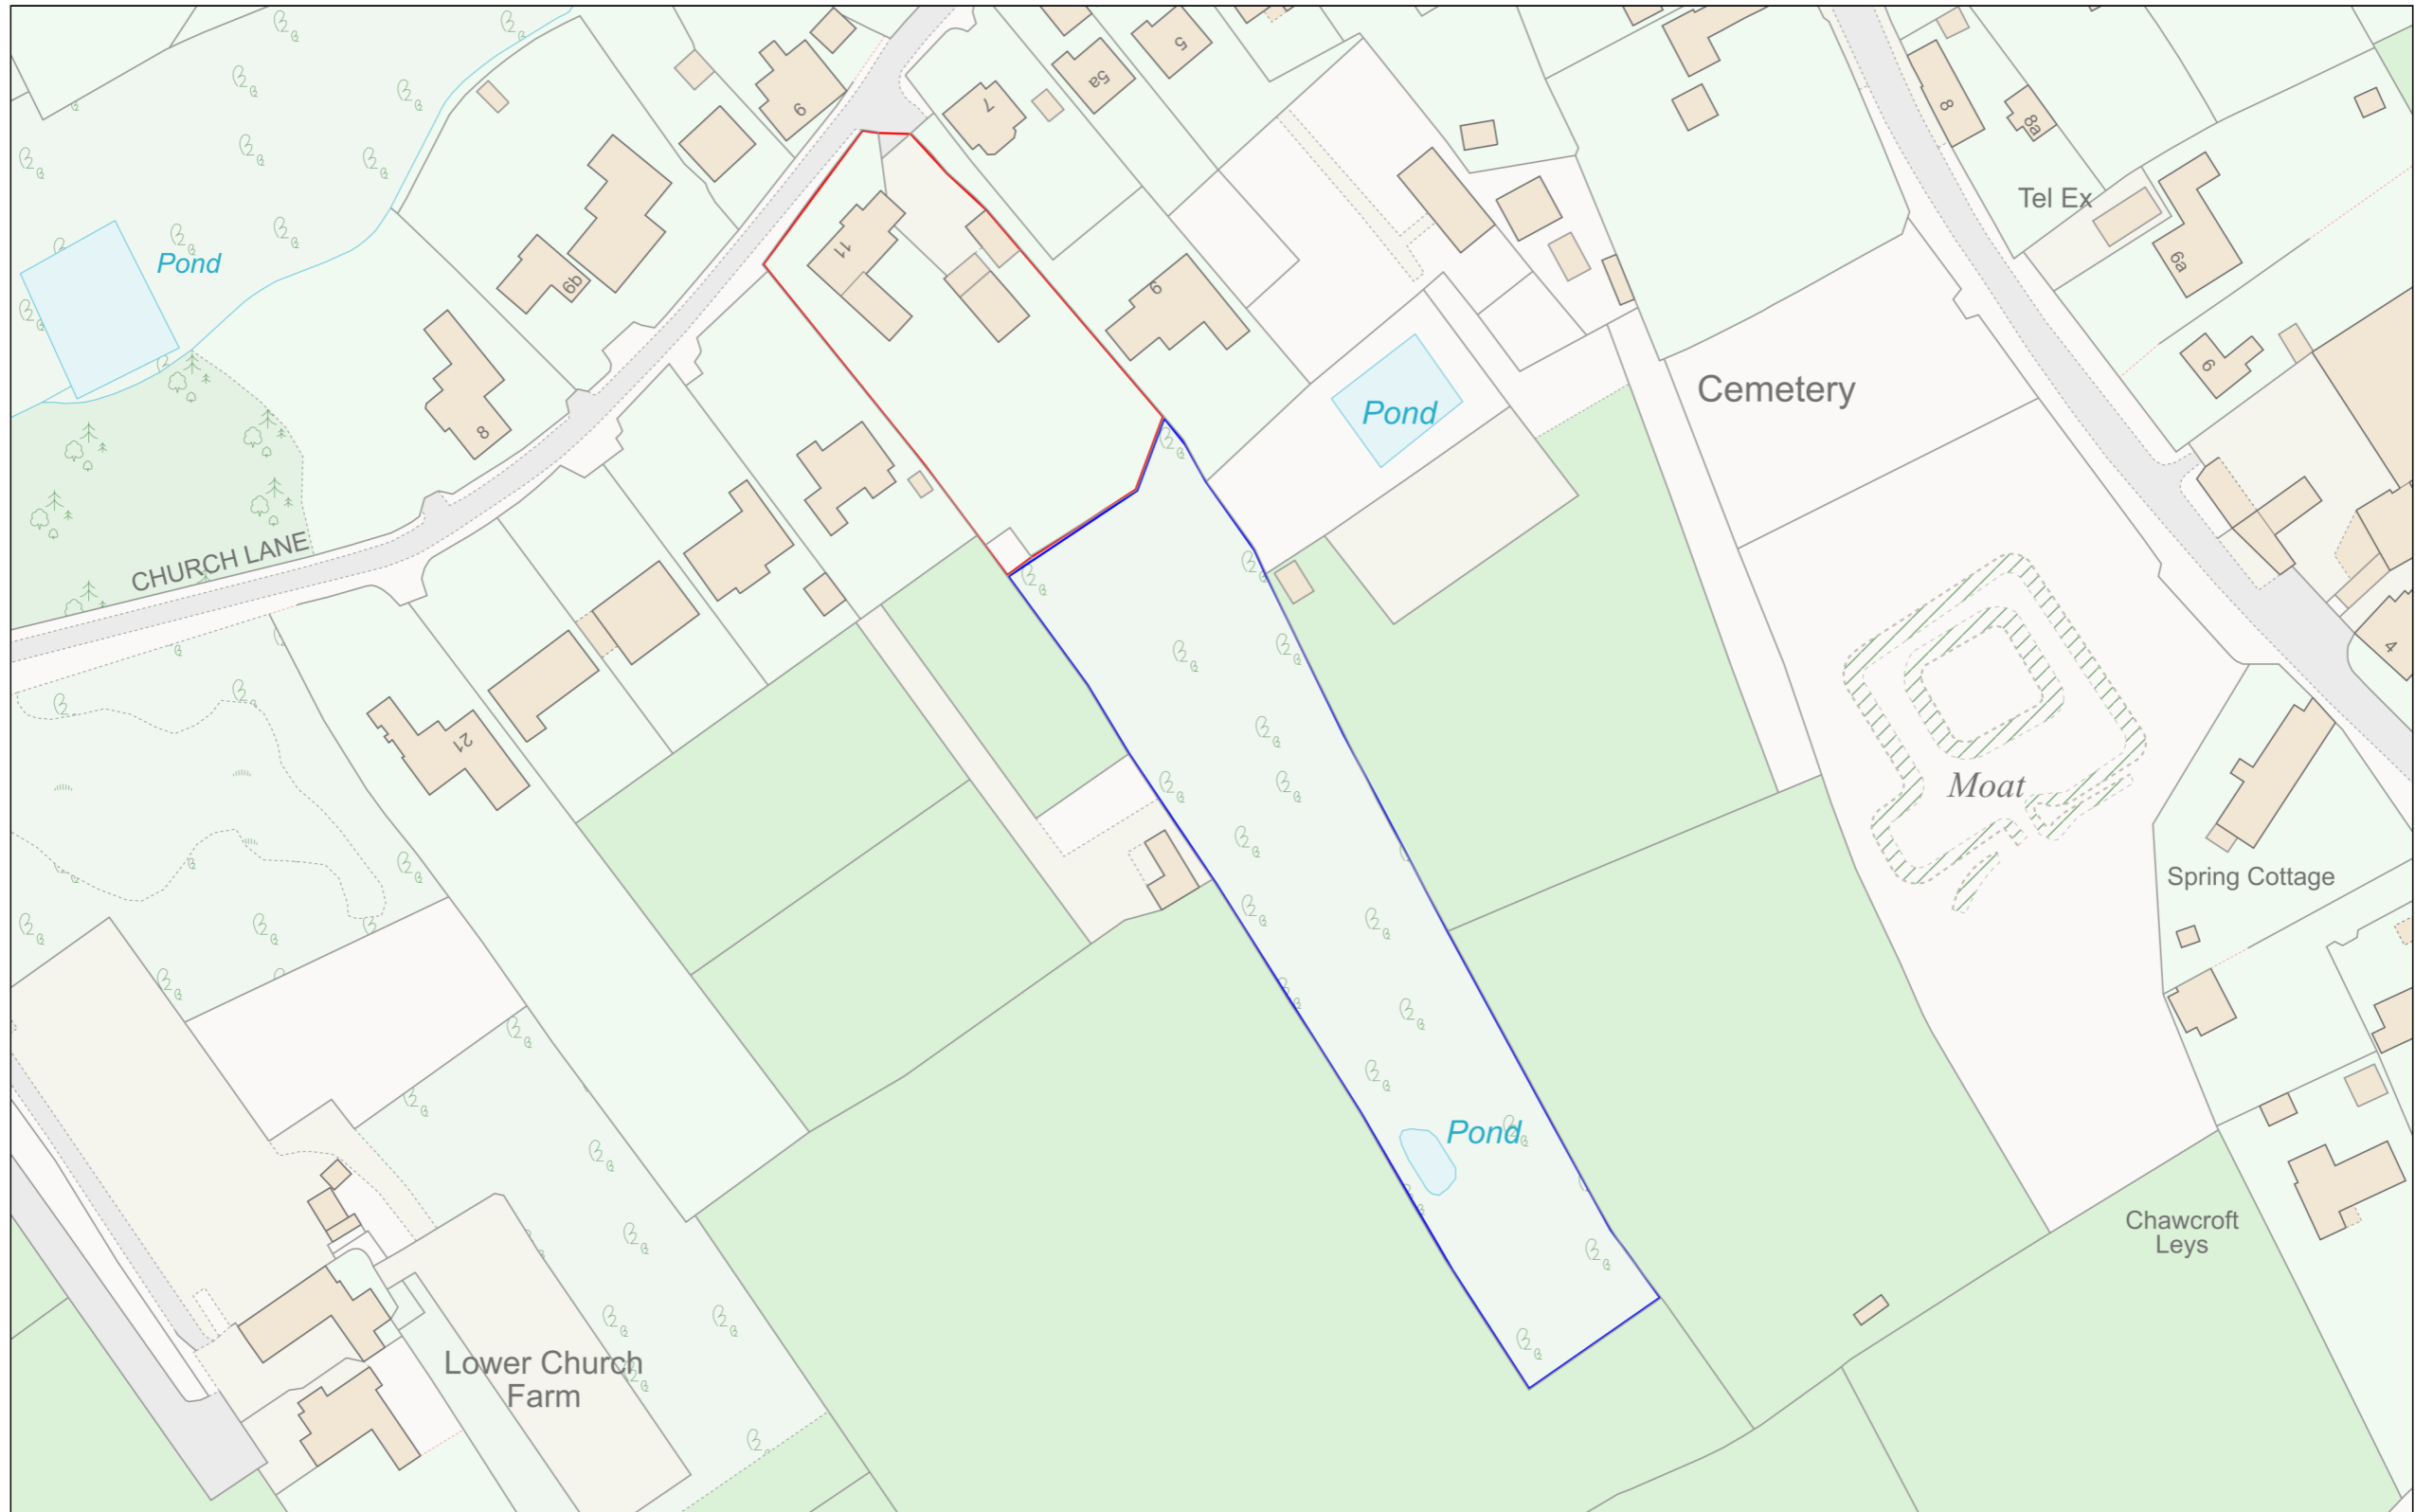 9
7
5a
5
8
8a
Tel Ex
Pond
9b
11
9
6a
6
8
Pond
Cemetery
CHURCH LANE
4
21
Moat
Spring Cottage
Pond
Chawcroft
Leys
Lower Church
Farm